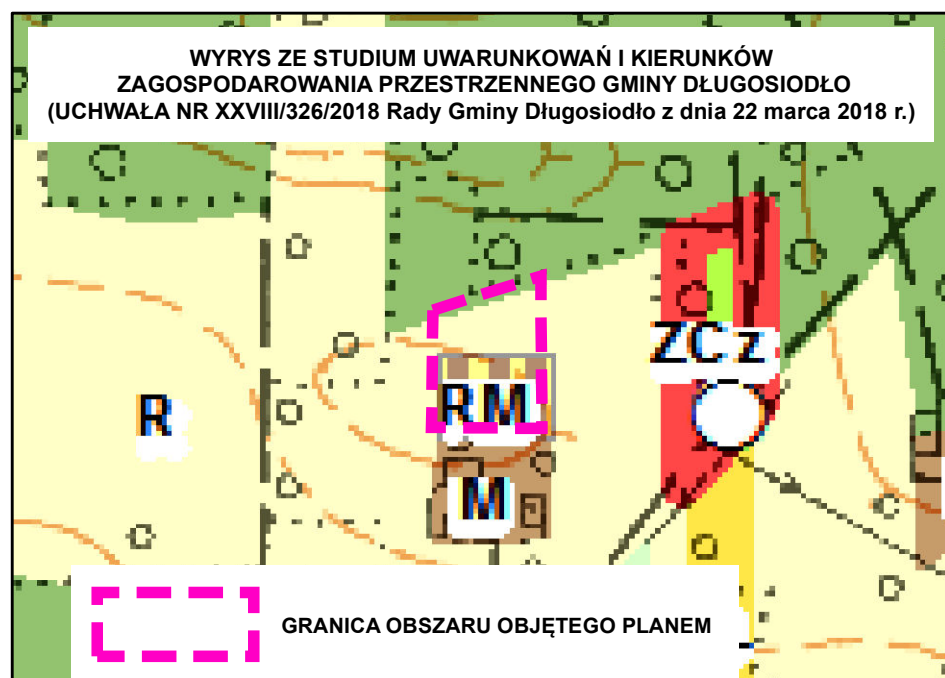 WYRYS ZE STUDIUM UWARUNKOWAŃ I KIERUNKÓW
ZAGOSPODAROWANIA PRZESTRZENNEGO GMINY DŁUGOSIODŁO
(UCHWAŁA NR XXVIII/326/2018 Rady Gminy Długosiodło z dnia 22 marca 2018 r.)
ZC z
R
RM
M
GRANICA OBSZARU OBJĘTEGO PLANEM